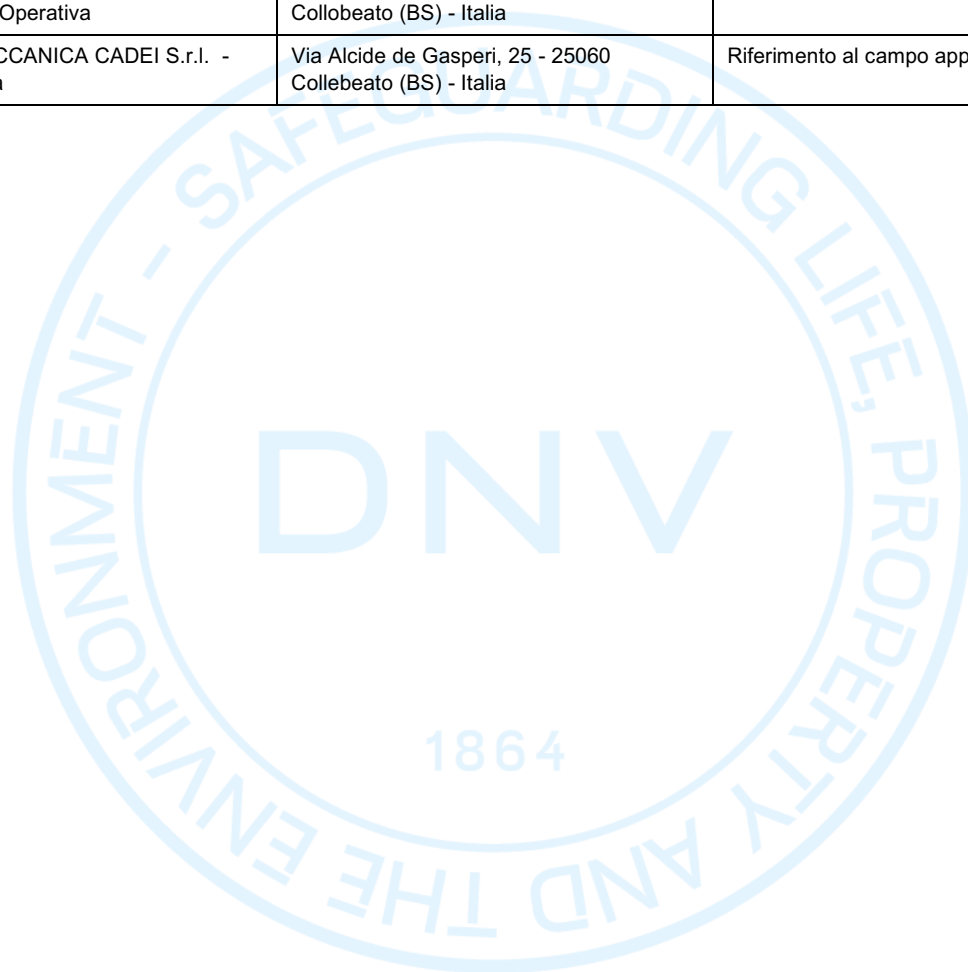 Operativa
Collobeato (BS) - Italia
CCANICA CADEI S.r.l. -
a
Via Alcide de Gasperi, 25 - 25060
Collebeato (BS) - Italia
Riferimento al campo app
SAFEGUARDING LIFE, PROPERTY AND THE ENVIRONMENT -
DNV
1864